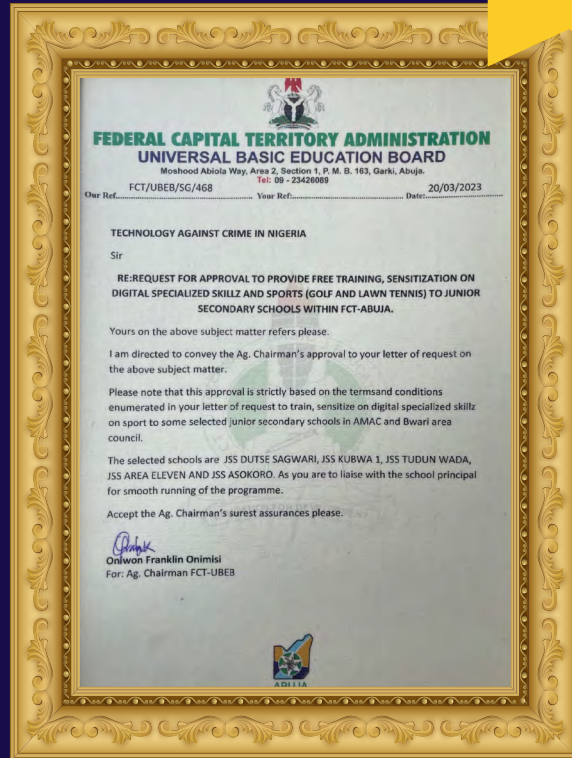 FEDERAL CAPITAL TERRITORY ADMINISTRATION
UNIVERSAL BASIC EDUCATION BOARD
Moshood Abiola Way, Area 2, Section 1, P. M. B. 163, Garki, Abuja.
Tel: 09 - 23426089
Our Ref. FCT/UBEB/SG/468 Your Ref: Date: 20/03/2023
TECHNOLOGY AGAINST CRIME IN NIGERIA
Sir
RE:REQUEST FOR APPROVAL TO PROVIDE FREE TRAINING, SENSITIZATION ON
DIGITAL SPECIALIZED SKILLZ AND SPORTS (GOLF AND LAWN TENNIS) TO JUNIOR
SECONDARY SCHOOLS WITHIN FCT-ABUJA.
Yours on the above subject matter refers please.
I am directed to convey the Ag. Chairman's approval to your letter of request on
the above subject matter.
Please note that this approval is strictly based on the termsand conditions
enumerated in your letter of request to train, sensitize on digital specialized skillz
on sport to some selected junior secondary schools in AMAC and Bwari area
council.
The selected schools are JSS DUTSE SAGWARI, JSS KUBWA 1, JSS TUDUN WADA,
JSS AREA ELEVEN AND JSS ASOKORO. As you are to liaise with the school principal
for smooth running of the programme.
Accept the Ag. Chairman's surest assurances please.
Oniwon Franklin Onimisi
For: Ag. Chairman FCT-UBEB
ABUJA